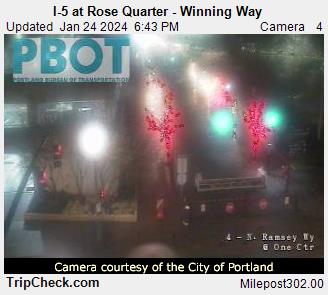 I-5 at Rose Quarter - Winning Way
Updated Jan 24 2024 6:43 PM Camera 4
PBOT
PORTLAND BUREAU OF TRANSPORTATION
4 - N. Ramsey Wy
@ One Ctr
Camera courtesy of the City of Portland
TripCheck.com Milepost302.00